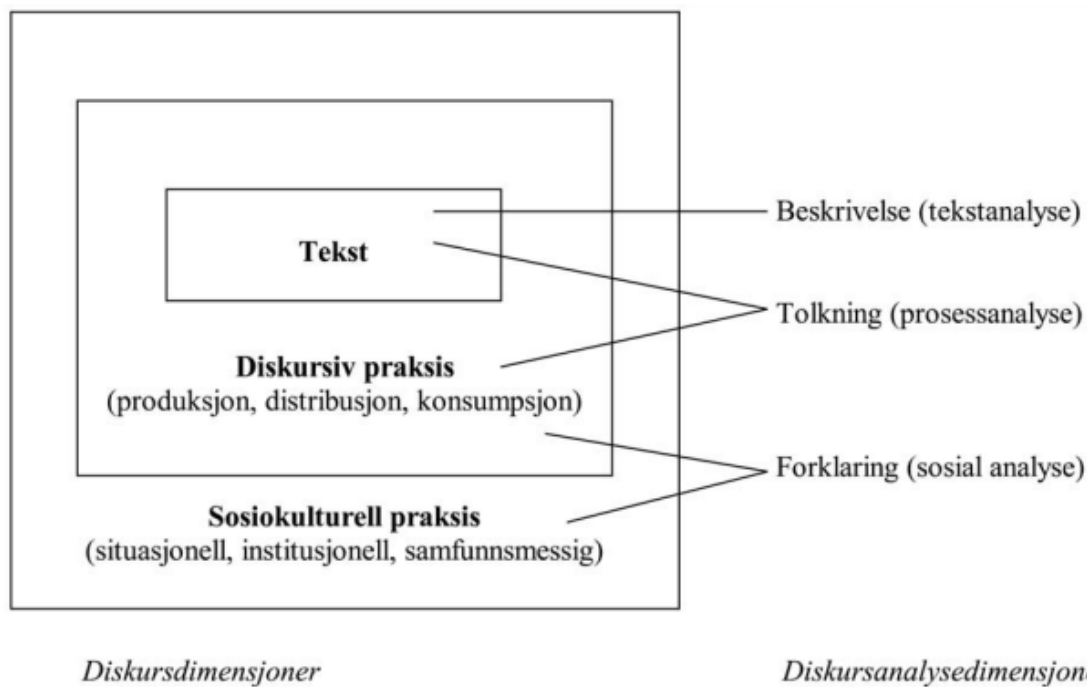 Beskrivelse (tekstanalyse)
Tekst
Tolkning (prosessanalyse)
Diskursiv praksis
(produksjon, distribusjon, konsumpsjon)
Forklaring (sosial analyse)
Sosiokulturell praksis
(situasjonell, institusjonell, samfunnsmessig)
Diskursdimensjoner
Diskursanalysedimensjon